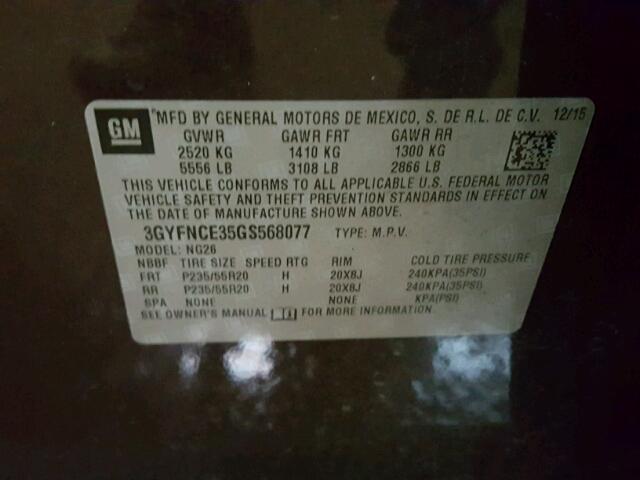 GM
MFD BY GENERAL MOTORS DE MEXICO, S. DE R.L. DE C.V. 12/15
GVWR GAWR FRT GAWR RR
2520 KG 1410 KG 1300 KG
5556 LB 3108 LB 2866 LB
THIS VEHICLE CONFORMS TO ALL APPLICABLE U.S. FEDERAL MOTOR
VEHICLE SAFETY AND THEFT PREVENTION STANDARDS IN EFFECT ON
THE DATE OF MANUFACTURE SHOWN ABOVE.
3GYFNCE35GS568077 TYPE: M.P.V.
MODEL: NG26
NBBF TIRE SIZE SPEED RTG RIM COLD TIRE PRESSURE
FRT P235/55R20 H 20X8J 240KPA(35PSI)
RR P235/55R20 H 20X8J 240KPA(35PSI)
SPA NONE NONE KPA(PSI)
SEE OWNER'S MANUAL FOR MORE INFORMATION.